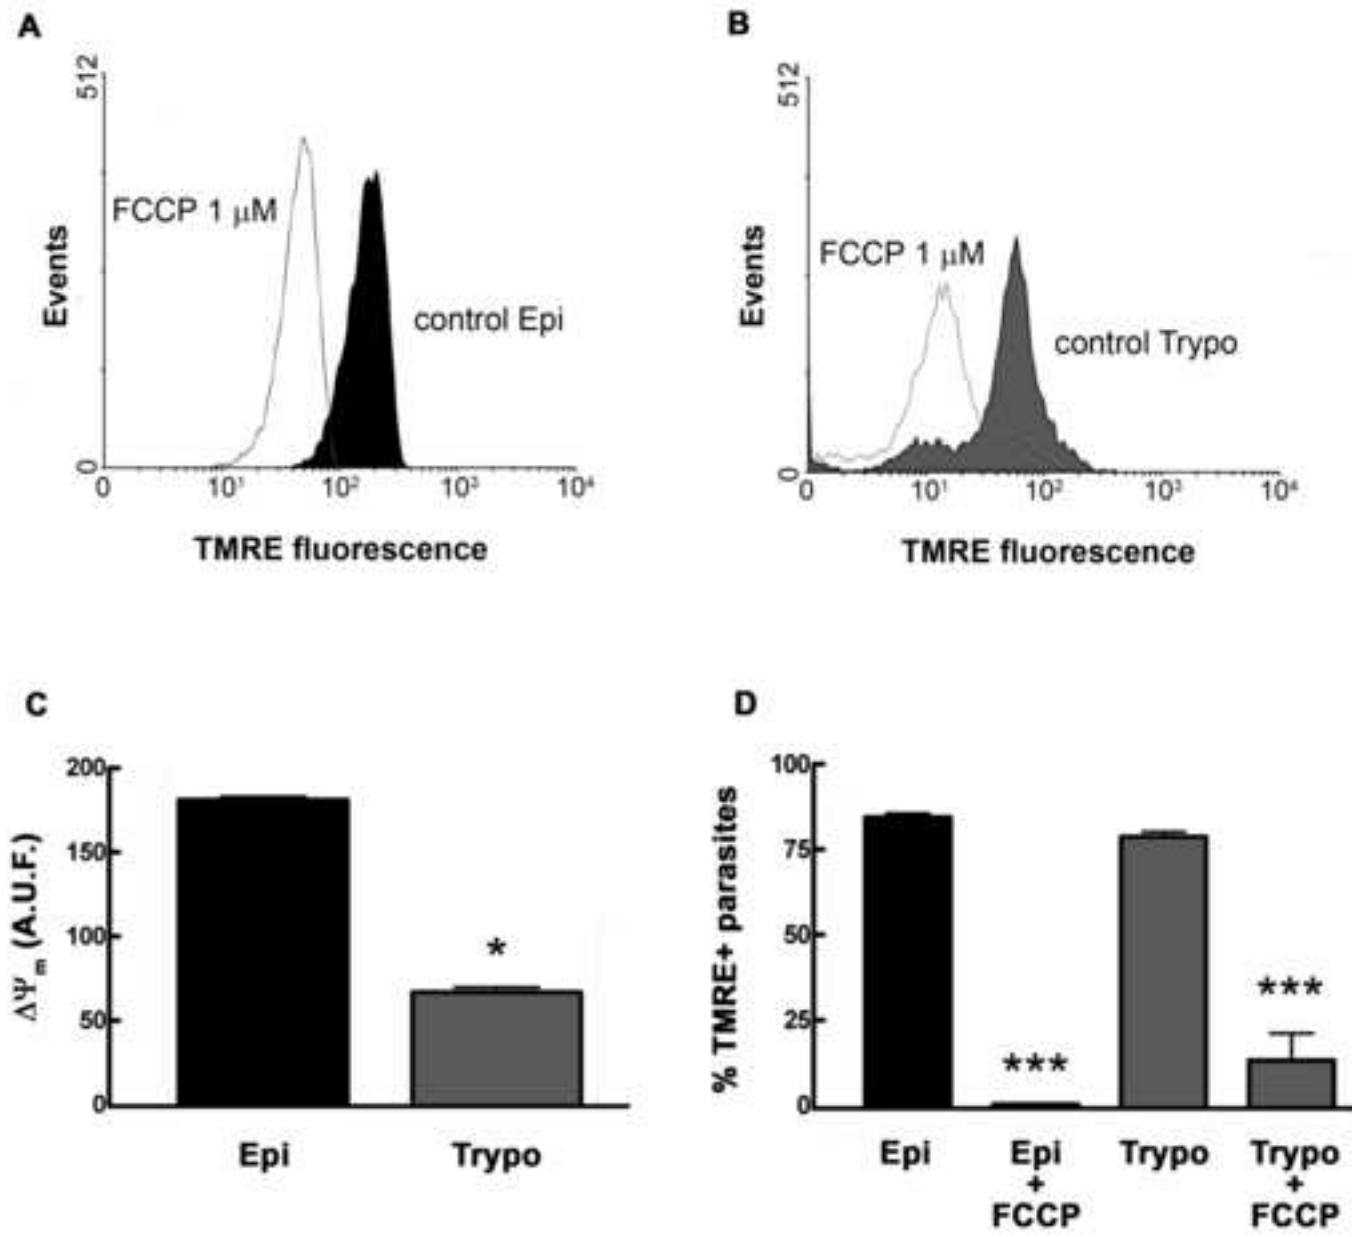 A
512
Events
0
FCCP 1 μM
control Epi
0 10¹ 10² 10³ 10⁴
TMRE fluorescence
B
512
Events
0
FCCP 1 μM
control Trypo
0 10¹ 10² 10³ 10⁴
TMRE fluorescence
C
ΔΨm (A.U.F.)
200
150
100
50
0
*
Epi Trypo
D
% TMRE+ parasites
100
75
50
25
0
***
***
Epi Epi Trypo Trypo
+ +
FCCP FCCP